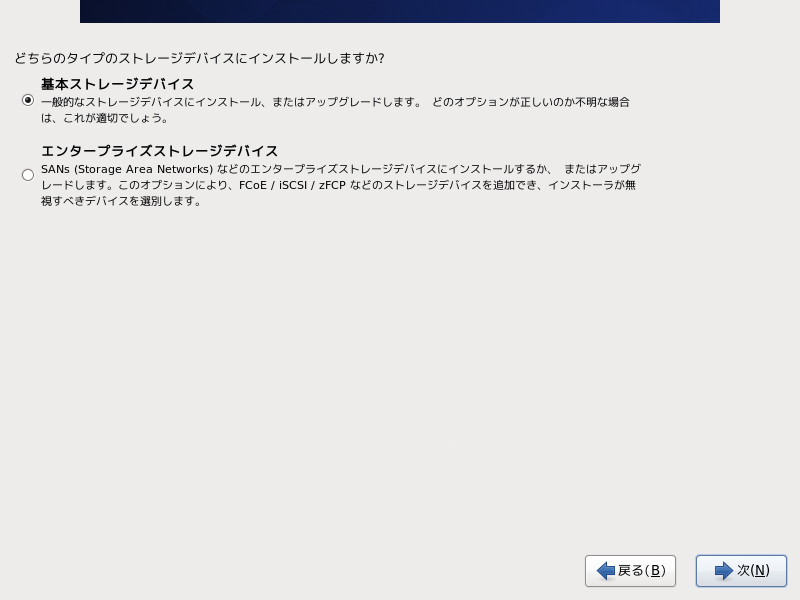 どちらのタイプのストレージデバイスにインストールしますか?
基本ストレージデバイス
一般的なストレージデバイスにインストール、またはアップグレードします。 どのオプションが正しいのか不明な場合
は、これが適切でしょう。
エンタープライズストレージデバイス
SANs (Storage Area Networks) などのエンタープライズストレージデバイスにインストールするか、 またはアップグ
レードします。このオプションにより、FCoE / iSCSI / zFCP などのストレージデバイスを追加でき、インストーラが無
視すべきデバイスを選別します。
戻る(B) 次(N)